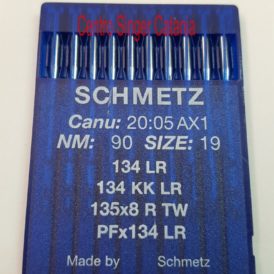 Centro Singer Catania
SCHMETZ
Canu: 20:05 AX1
NM: 90 SIZE: 19
134 LR
134 KK LR
135x8 R TW
PFx134 LR
Made by Schmetz